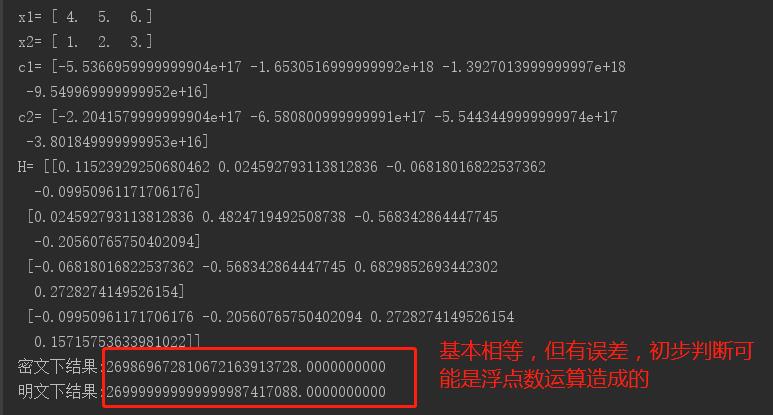 x1= [ 4.  5.  6.]
x2= [ 1.  2.  3.]
c1= [-5.5366959999999904e+17 -1.6530516999999992e+18 -1.3927013999999997e+18
 -9.549969999999952e+16]
c2= [-2.2041579999999904e+17 -6.580800999999991e+17 -5.5443449999999974e+17
 -3.801849999999953e+16]
H= [[0.11523929250680462 0.024592793113812836 -0.06818016822537362
  -0.09950961171706176]
 [0.024592793113812836 0.4824719492508738 -0.568342864447745
  -0.20560765750402094]
 [-0.06818016822537362 -0.568342864447745 0.6829852693442302
  0.2728274149526154]
 [-0.09950961171706176 -0.20560765750402094 0.2728274149526154
  0.15715753633981022]]
密文下结果:269869672810672163913728.0000000000
明文下结果:269999999999999987417088.0000000000
基本相等，但有误差，初步判断可
能是浮点数运算造成的